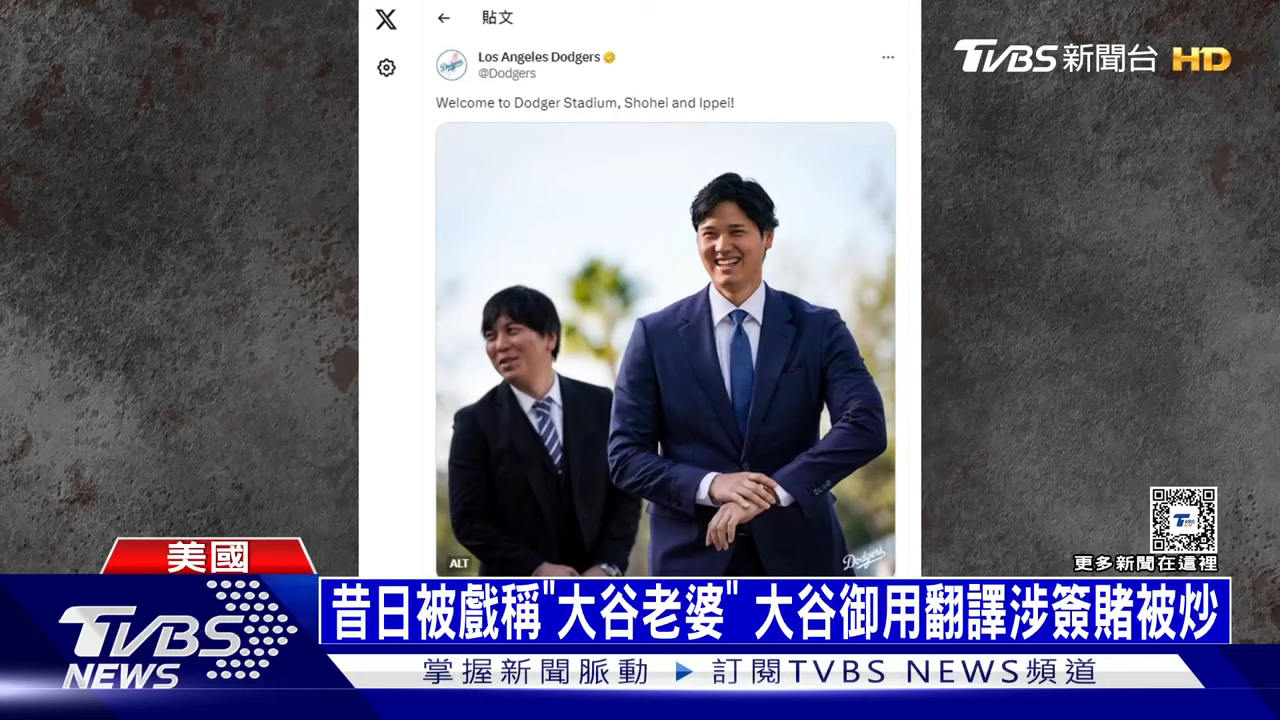 貼文
Los Angeles Dodgers
@Dodgers
Welcome to Dodger Stadium, Shohei and Ippei!
TVBS新聞台 HD
ALT
Dodgers
更多新聞在這裡
美國
昔日被戲稱"大谷老婆" 大谷御用翻譯涉簽賭被炒
TVBS
NEWS
掌握新聞脈動 ▶ 訂閱TVBS NEWS頻道